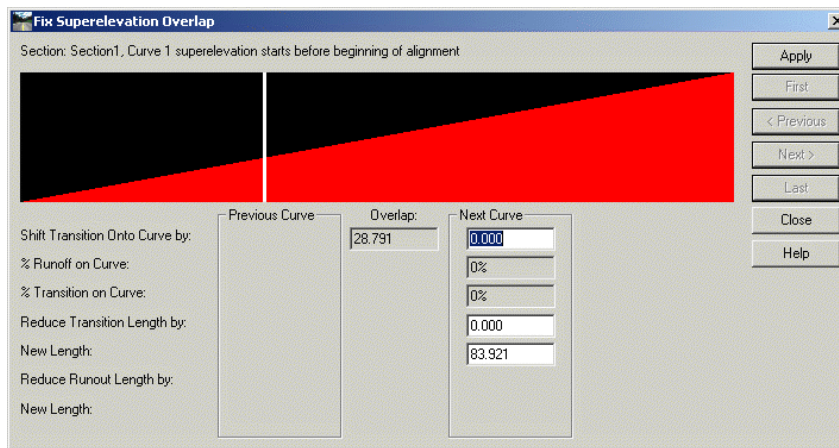 Fix Superelevation Overlap
Section: Section1, Curve 1 superelevation starts before beginning of alignment
Apply
First
< Previous
Next >
Last
Close
Help
Previous Curve
Overlap:
Next Curve
Shift Transition Onto Curve by:
28.791
0.000
% Runoff on Curve:
0%
% Transition on Curve:
0%
Reduce Transition Length by:
0.000
New Length:
83.921
Reduce Runout Length by:
New Length: